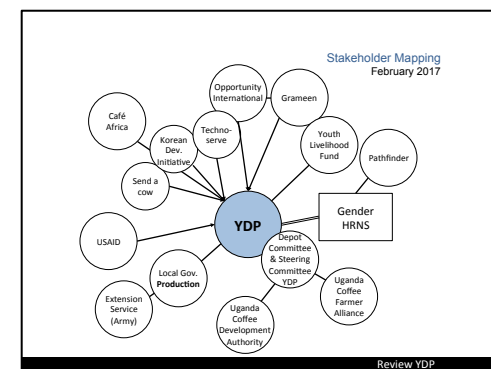 Stakeholder Mapping
February 2017
Opportunity
International
Grameen
Café
Africa
Techno-
serve
Korean
Dev.
Initiative
Youth
Livelihood
Fund
Pathfinder
Send a
cow
YDP
Gender
HRNS
USAID
Depot
Committee
& Steering
Committee
YDP
Local Gov.
Production
Extension
Service
(Army)
Uganda
Coffee
Farmer
Alliance
Uganda
Coffee
Development
Authority
Review YDP